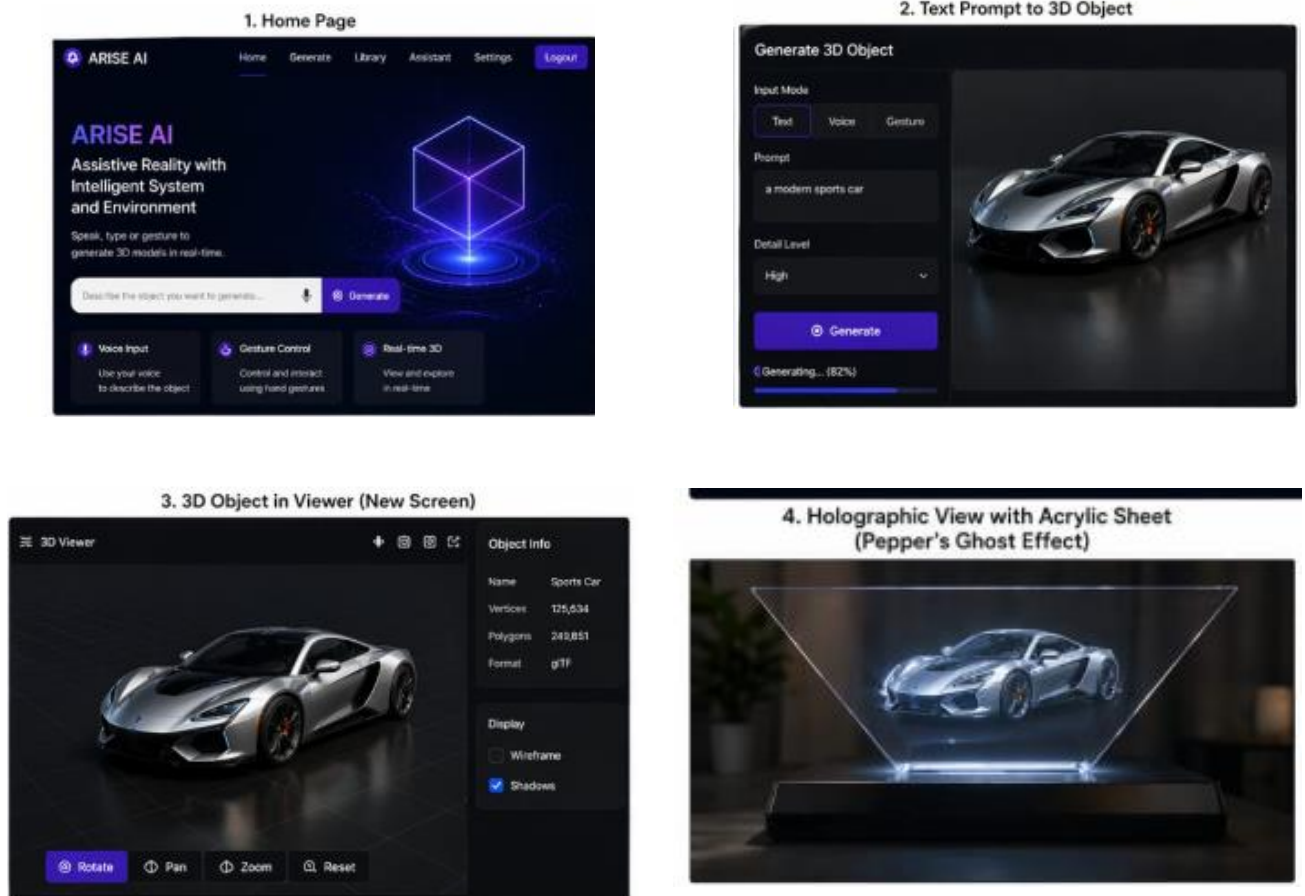 1. Home Page
ARISE AI
Home Generate Library Assistant Settings Logout
ARISE AI
Assistive Reality with
Intelligent System
and Environment
Speak, type or gesture to
generate 3D models in real-time.
Describe the object you want to generate...
Generate
Voice Input
Use your voice
to describe the object
Gesture Control
Control and interact
using hand gestures
Real-time 3D
View and explore
in real-time
2. Text Prompt to 3D Object
Generate 3D Object
Input Mode
Text Voice Gesture
Prompt
a modern sports car
Detail Level
High
Generate
Generating... (82%)
3. 3D Object in Viewer (New Screen)
3D Viewer
Object Info
Name Sports Car
Vertices 125,634
Polygons 249,851
Format glTF
Display
Wireframe
Shadows
Rotate Pan Zoom Reset
4. Holographic View with Acrylic Sheet
(Pepper's Ghost Effect)